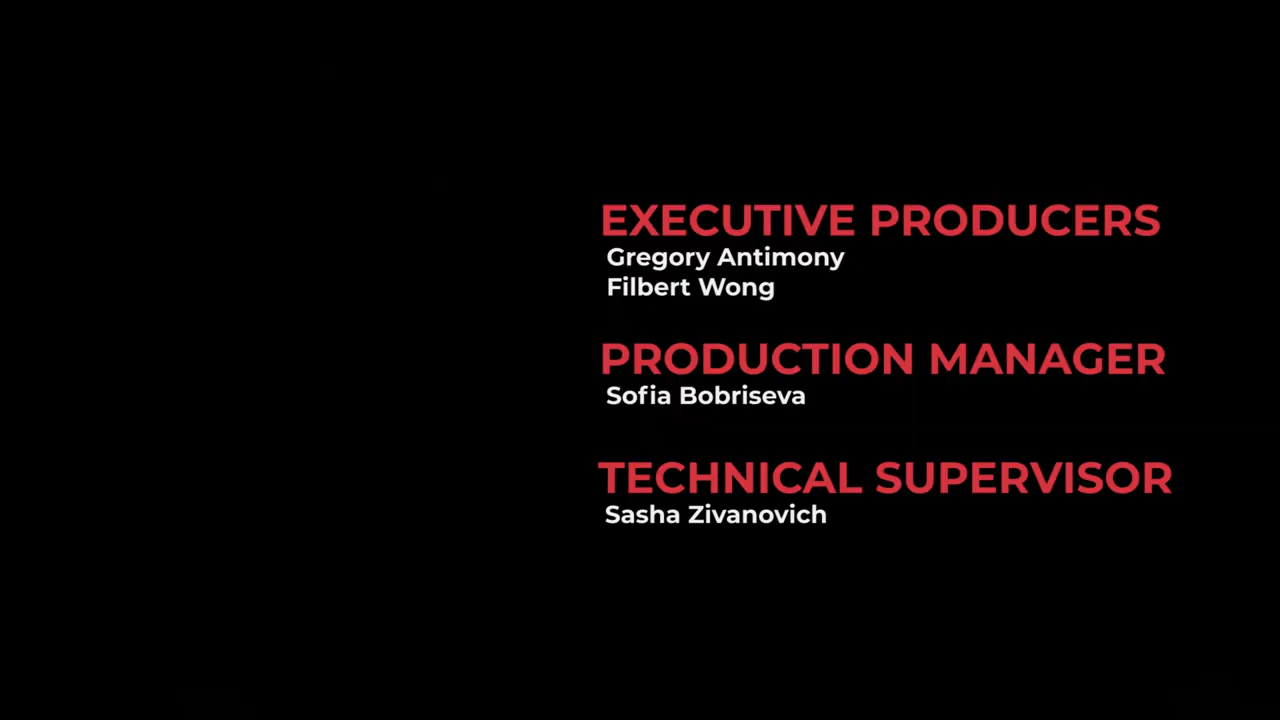 EXECUTIVE PRODUCERS
Gregory Antimony
Filbert Wong
PRODUCTION MANAGER
Sofia Bobriseva
TECHNICAL SUPERVISOR
Sasha Zivanovich